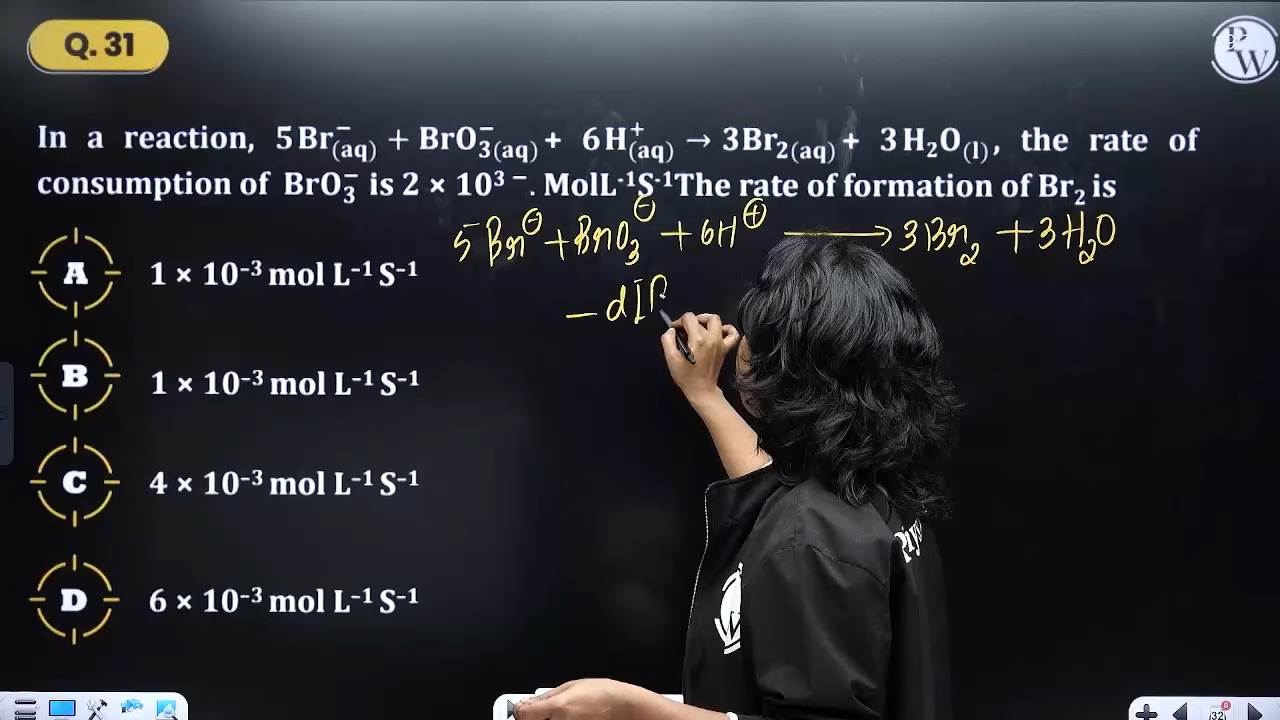 Q. 31
PW
In a reaction, 5Br⁻(aq) + BrO₃⁻(aq) + 6H⁺(aq) → 3Br₂(aq) + 3H₂O(l), the rate of
consumption of BrO₃⁻ is 2 × 10³ ⁻. MolL⁻¹S⁻¹The rate of formation of Br₂ is
5Br⊖ + BrO₃⊖ + 6H⊕ → 3Br₂ + 3H₂O
A 1 × 10⁻³ mol L⁻¹ S⁻¹
– d[
B 1 × 10⁻³ mol L⁻¹ S⁻¹
C 4 × 10⁻³ mol L⁻¹ S⁻¹
D 6 × 10⁻³ mol L⁻¹ S⁻¹
32